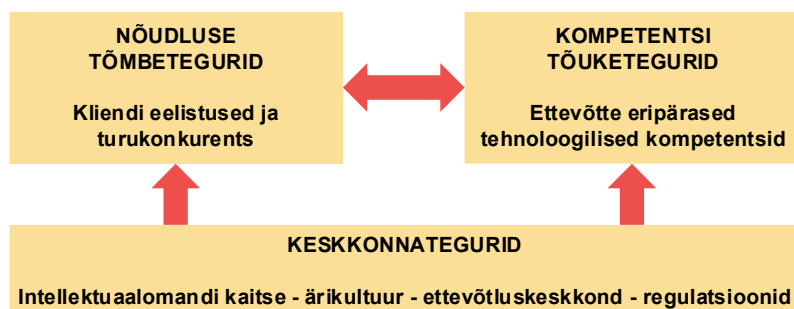 NÕUDLUSE
TÕMBETEGURID
Kliendi eelistused ja
turukonkurents
KOMPETENTSI
TÕUKETEGURID
Ettevõtte eripärased
tehnoloogilised kompetentsid
KESKKONNATEGURID
Intellektuaalomandi kaitse - ärikultuur - ettevõtluskeskkond - regulatsioonid